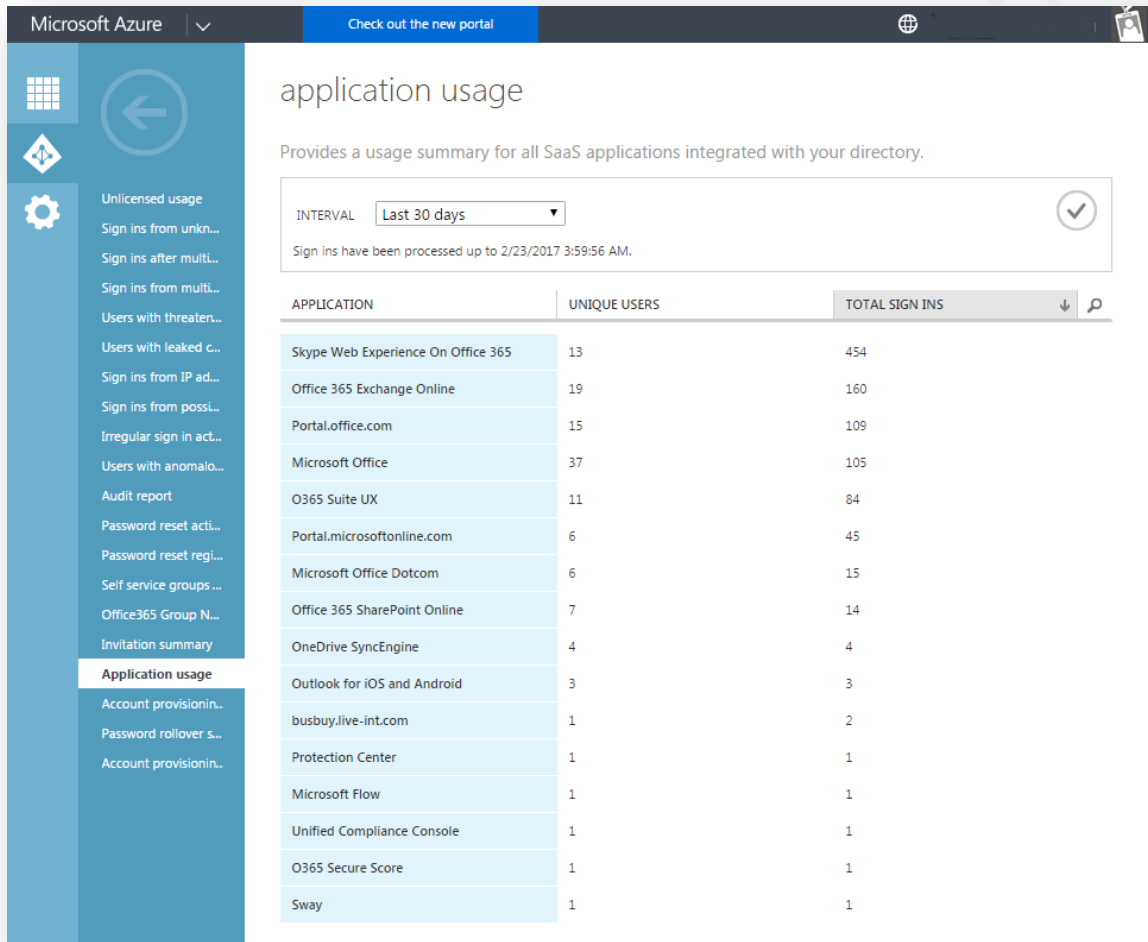 Microsoft Azure
Check out the new portal
application usage
Provides a usage summary for all SaaS applications integrated with your directory.
INTERVAL Last 30 days
Sign ins have been processed up to 2/23/2017 3:59:56 AM.
Unlicensed usage
Sign ins from unkn...
Sign ins after multi...
Sign ins from multi...
Users with threaten...
Users with leaked c...
Sign ins from IP ad...
Sign ins from possi...
Irregular sign in act...
Users with anomalo...
Audit report
Password reset acti...
Password reset regi...
Self service groups ...
Office365 Group N...
Invitation summary
Application usage
Account provisionin...
Password rollover s...
Account provisionin...
APPLICATION UNIQUE USERS TOTAL SIGN INS
Skype Web Experience On Office 365 13 454
Office 365 Exchange Online 19 160
Portal.office.com 15 109
Microsoft Office 37 105
O365 Suite UX 11 84
Portal.microsoftonline.com 6 45
Microsoft Office Dotcom 6 15
Office 365 SharePoint Online 7 14
OneDrive SyncEngine 4 4
Outlook for iOS and Android 3 3
busbuy.live-int.com 1 2
Protection Center 1 1
Microsoft Flow 1 1
Unified Compliance Console 1 1
O365 Secure Score 1 1
Sway 1 1